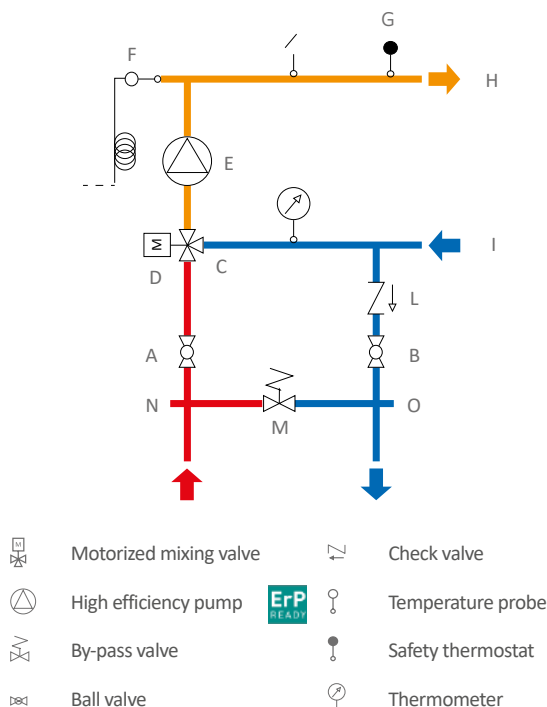 G
F
H
E
M
I
D
C
L
A
B
N
M
O
M
Motorized mixing valve
Check valve
High efficiency pump
ErP
READY
Temperature probe
By-pass valve
Safety thermostat
Ball valve
Thermometer